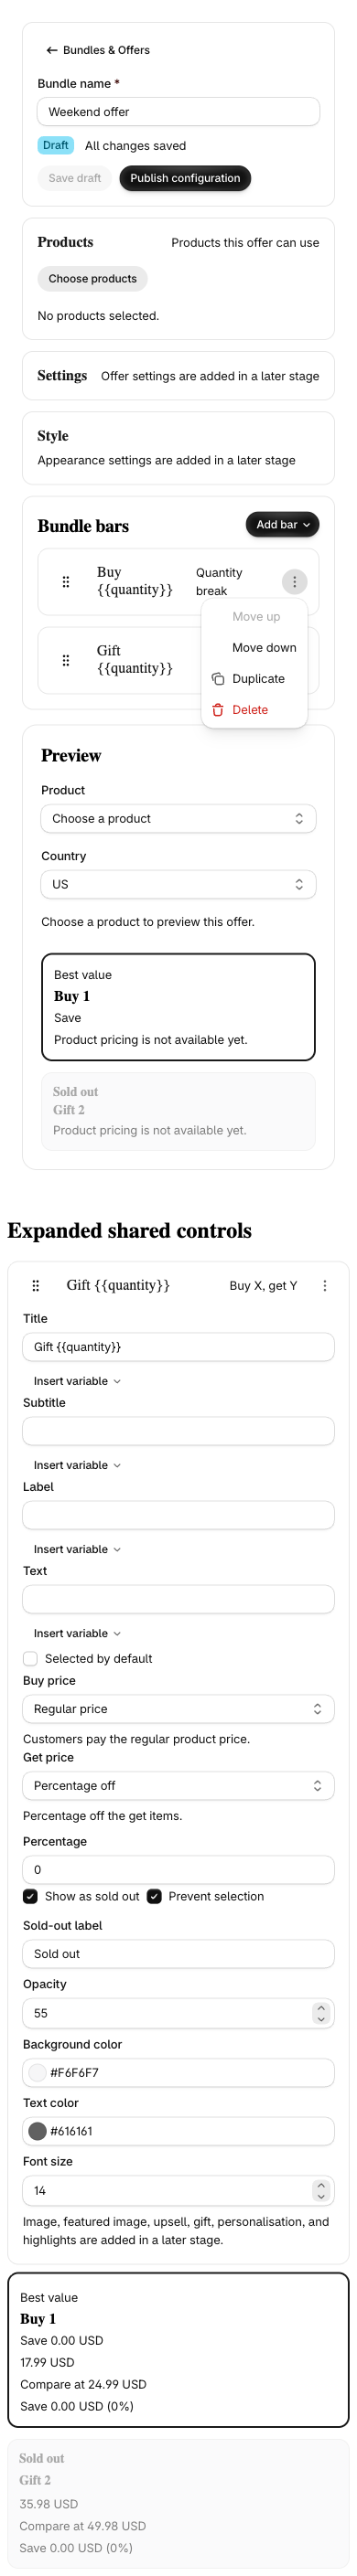 ← Bundles & Offers
Bundle name *
Weekend offer
Draft All changes saved
Save draft Publish configuration
Products Products this offer can use
Choose products
No products selected.
Settings Offer settings are added in a later stage
Style
Appearance settings are added in a later stage
Bundle bars Add bar
Buy
{{quantity}}
Quantity
break
Move up
Move down
Duplicate
Delete
Gift
{{quantity}}
Preview
Product
Choose a product
Country
US
Choose a product to preview this offer.
Best value
Buy 1
Save
Product pricing is not available yet.
Sold out
Gift 2
Product pricing is not available yet.
Expanded shared controls
Gift {{quantity}} Buy X, get Y
Title
Gift {{quantity}}
Insert variable
Subtitle
Insert variable
Label
Insert variable
Text
Insert variable
Selected by default
Buy price
Regular price
Customers pay the regular product price.
Get price
Percentage off
Percentage off the get items.
Percentage
0
Show as sold out Prevent selection
Sold-out label
Sold out
Opacity
55
Background color
#F6F6F7
Text color
#616161
Font size
14
Image, featured image, upsell, gift, personalisation, and
highlights are added in a later stage.
Best value
Buy 1
Save 0.00 USD
17.99 USD
Compare at 24.99 USD
Save 0.00 USD (0%)
Sold out
Gift 2
35.98 USD
Compare at 49.98 USD
Save 0.00 USD (0%)